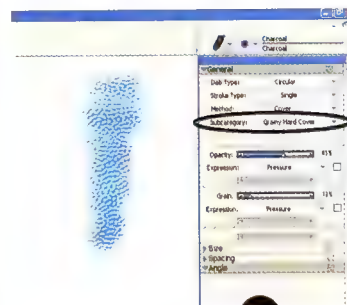 Charcoal
Charcoal
General
Dab Type: Circular
Stroke Type: Single
Method: Cover
Subcategory: Grainy Hard Cover
Opacity:
Expression: Pressure
Grain:
Expression: Pressure
Size
Spacing
Angle